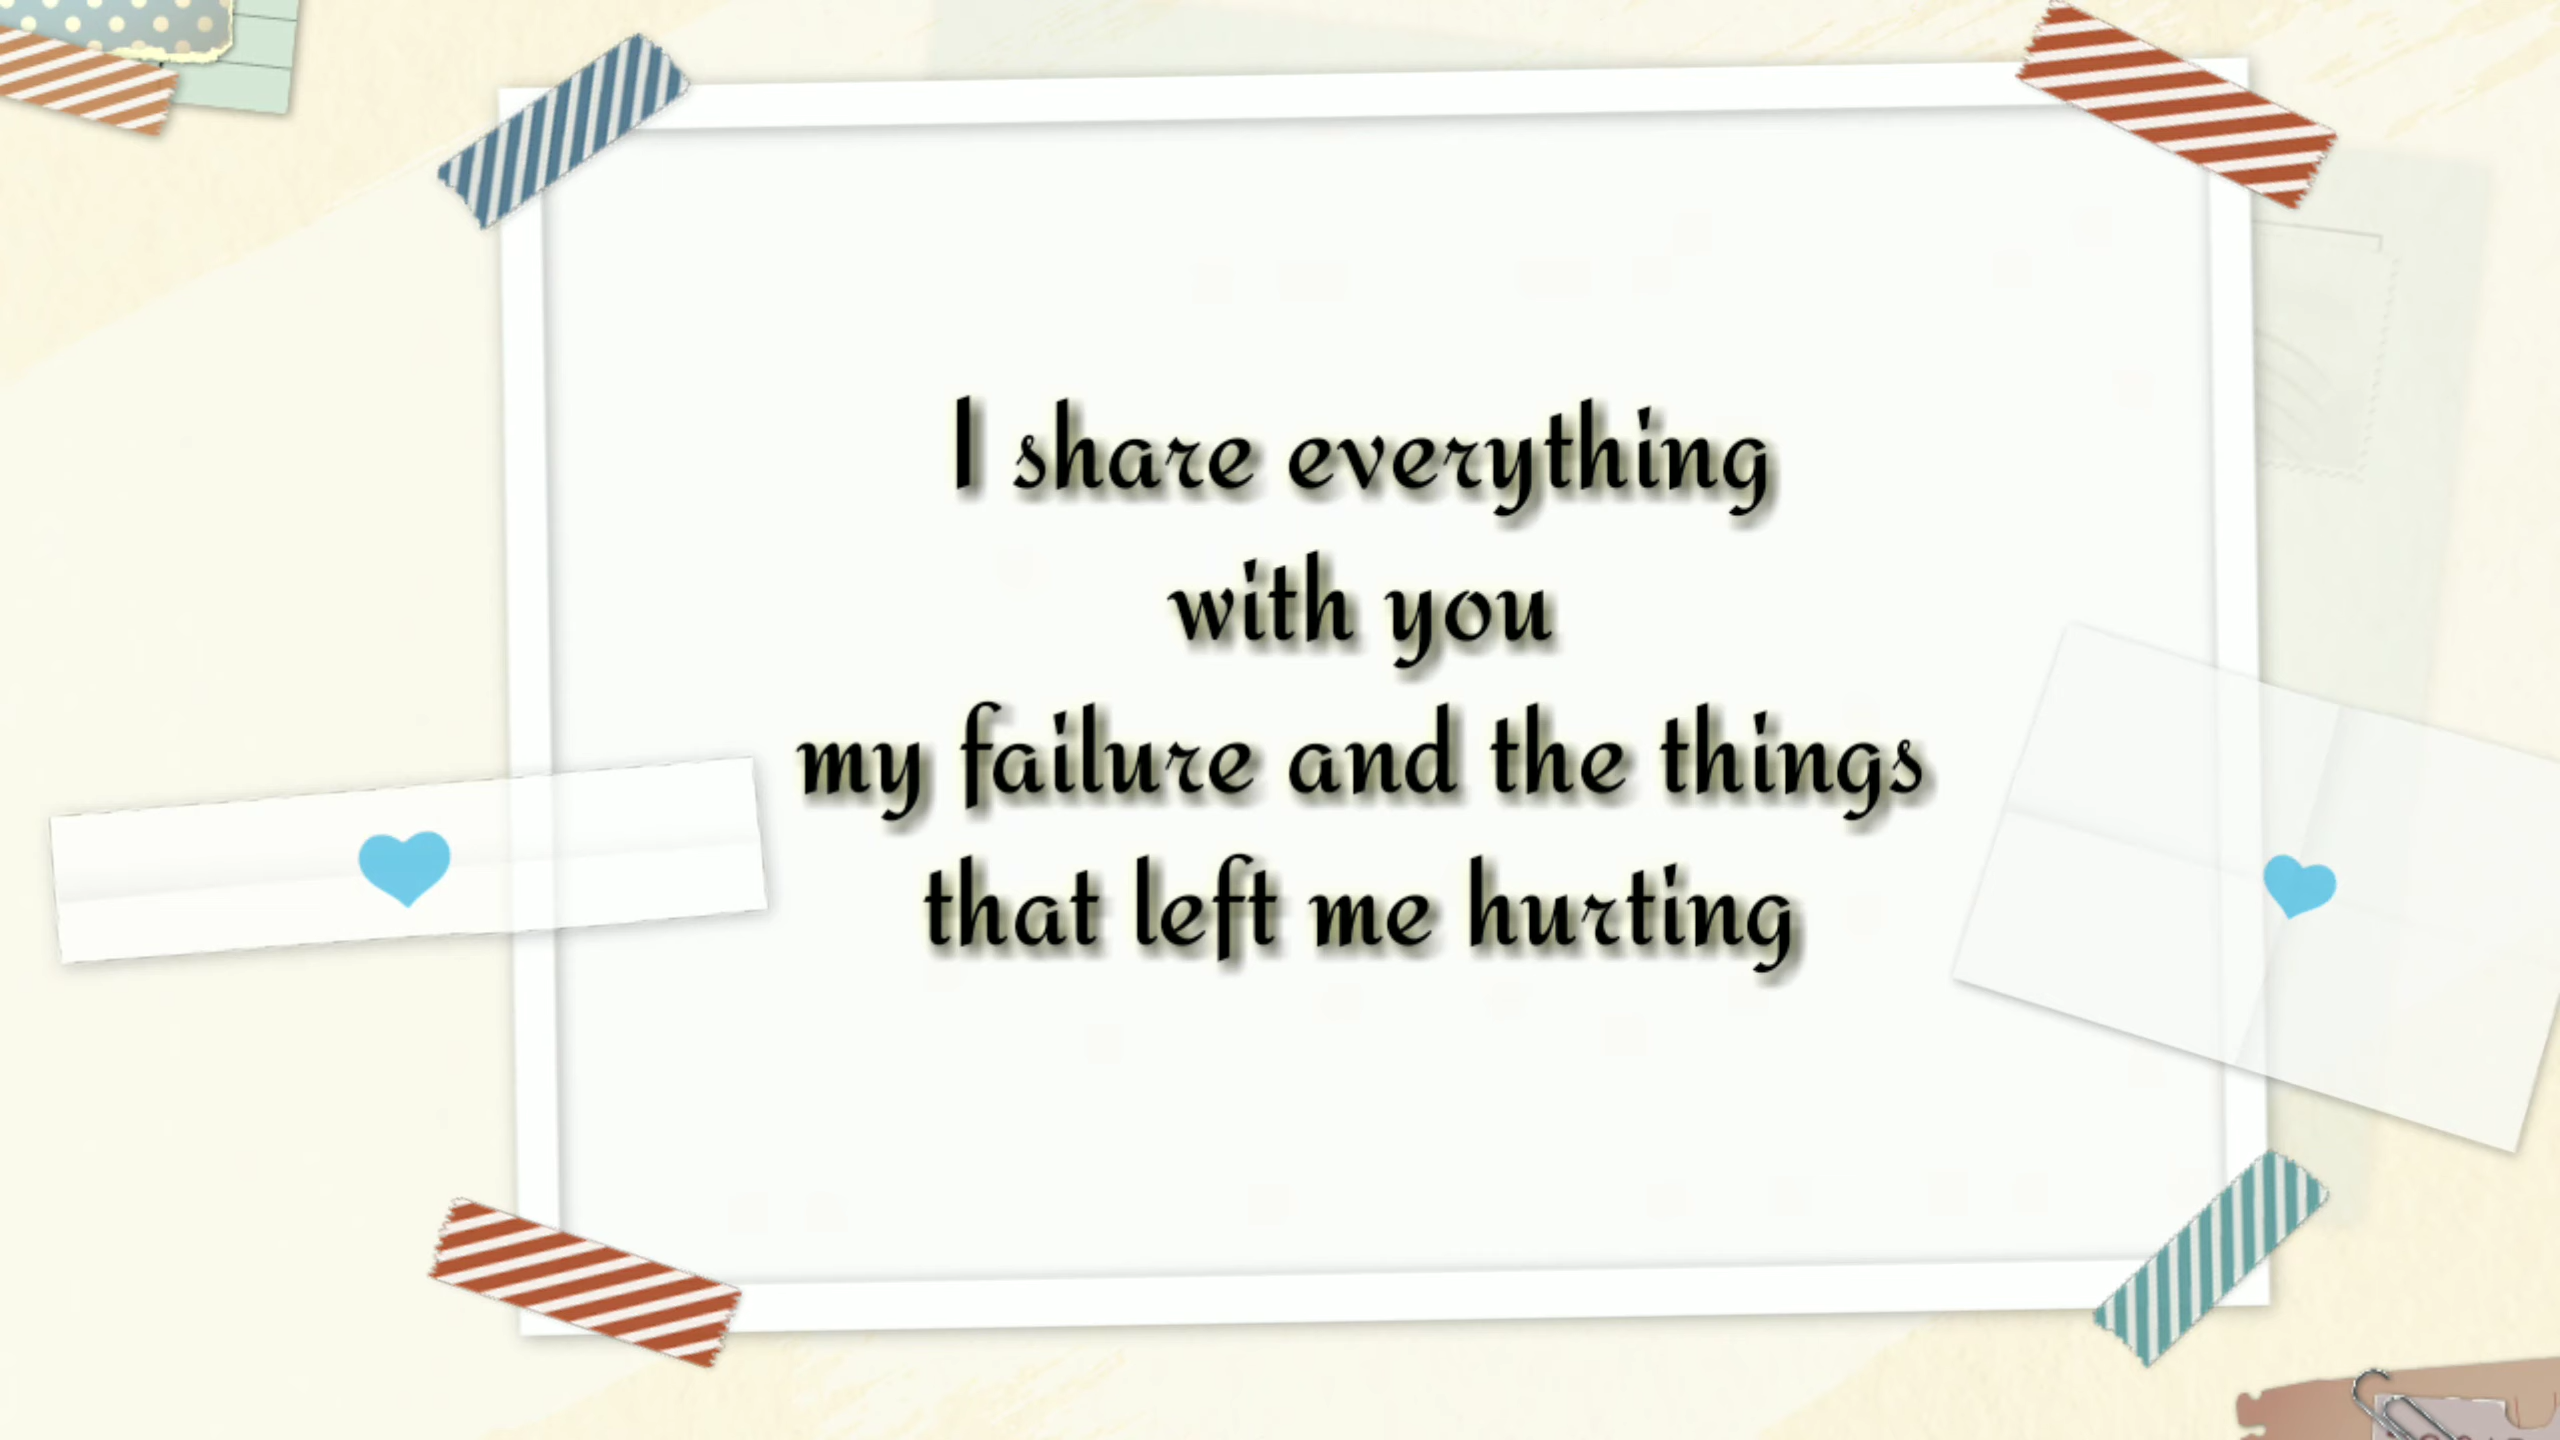 I share everything
with you
my failure and the things
that left me hurting